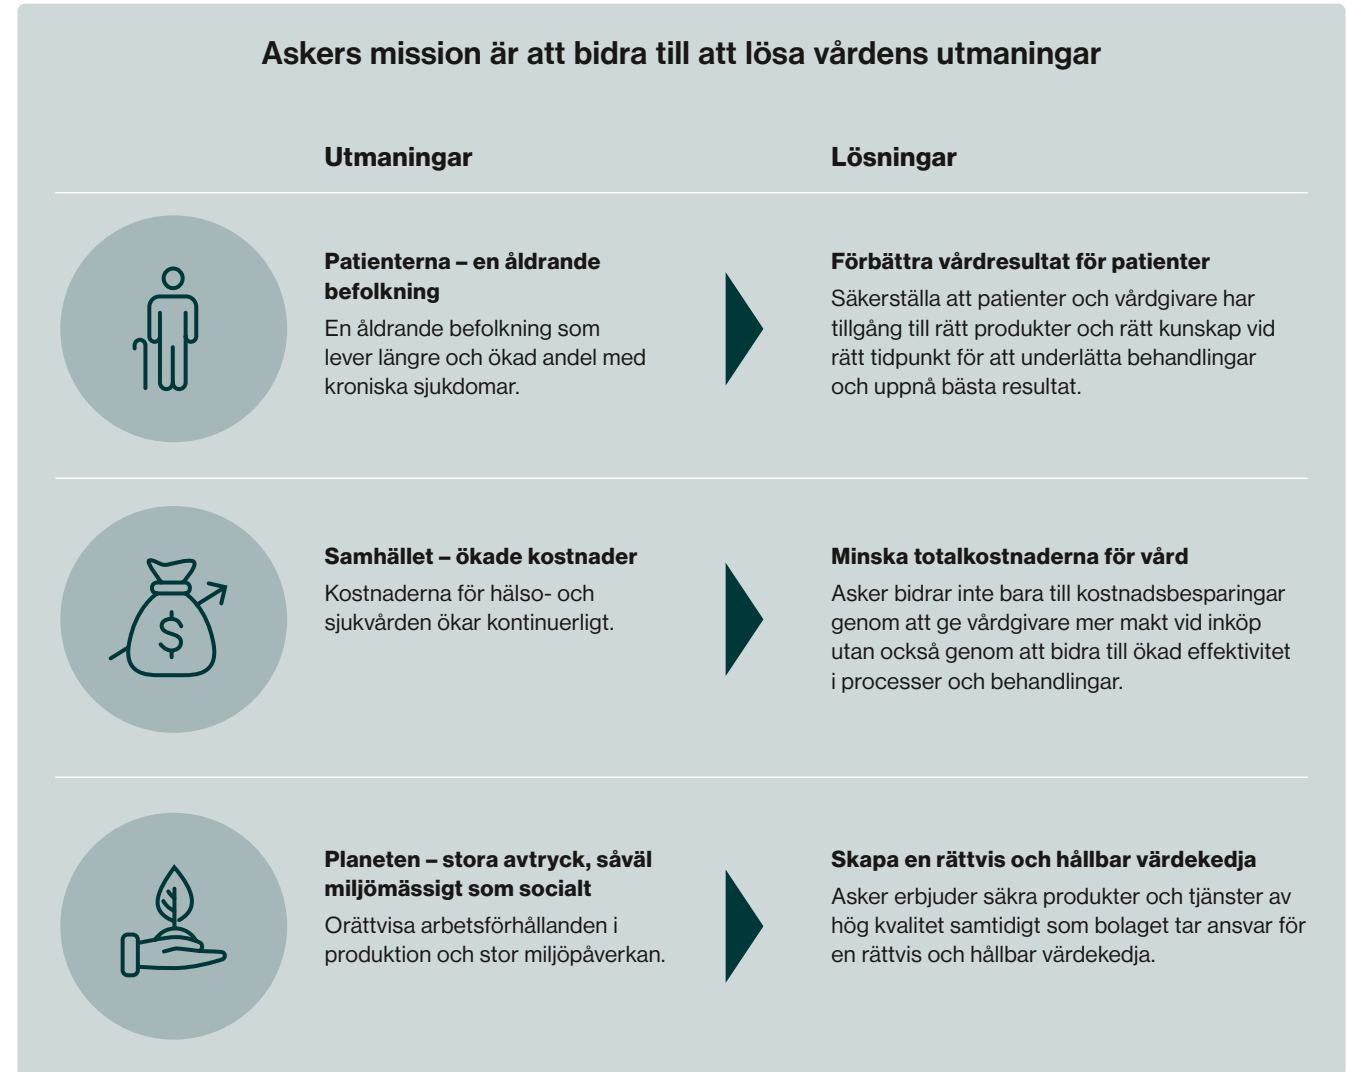 Askers mission är att bidra till att lösa vårdens utmaningar
Utmaningar
Lösningar
Patienterna – en åldrande
befolkning
En åldrande befolkning som
lever längre och ökad andel med
kroniska sjukdomar.
Förbättra vårdresultat för patienter
Säkerställa att patienter och vårdgivare har
tillgång till rätt produkter och rätt kunskap vid
rätt tidpunkt för att underlätta behandlingar
och uppnå bästa resultat.
$
Samhället – ökade kostnader
Kostnaderna för hälso- och
sjukvården ökar kontinuerligt.
Minska totalkostnaderna för vård
Asker bidrar inte bara till kostnadsbesparingar
genom att ge vårdgivare mer makt vid inköp
utan också genom att bidra till ökad effektivitet
i processer och behandlingar.
Planeten – stora avtryck, såväl
miljömässigt som socialt
Orättvisa arbetsförhållanden i
produktion och stor miljöpåverkan.
Skapa en rättvis och hållbar värdekedja
Asker erbjuder säkra produkter och tjänster av
hög kvalitet samtidigt som bolaget tar ansvar för
en rättvis och hållbar värdekedja.